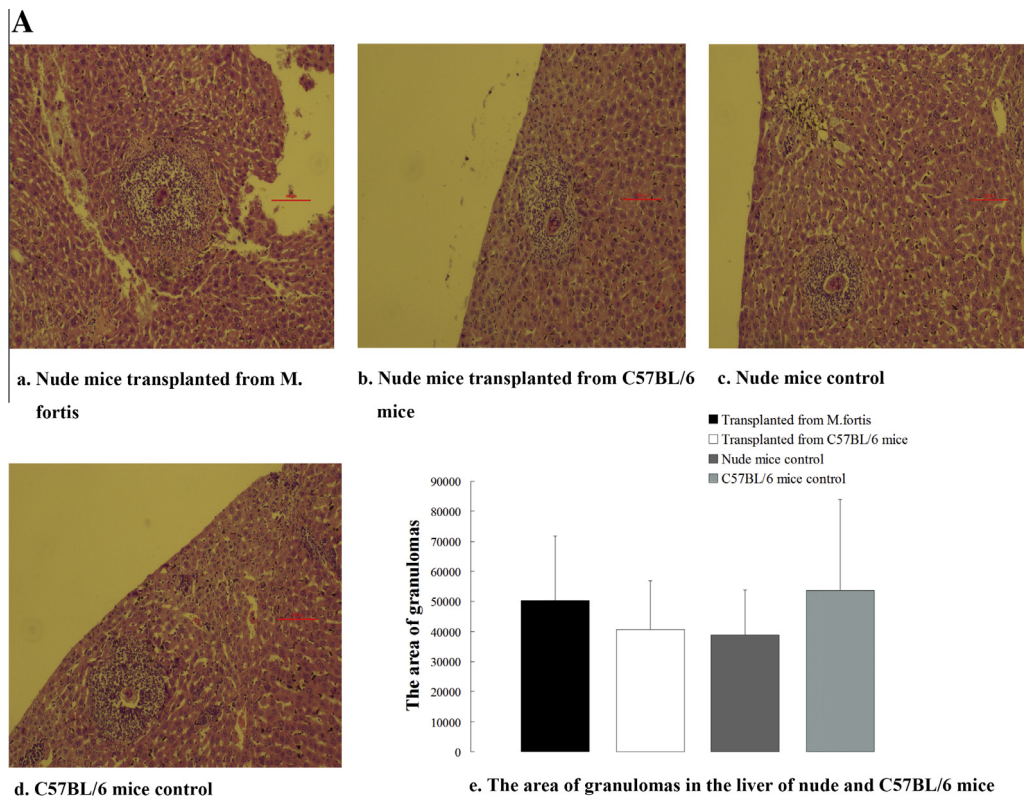 A
a. Nude mice transplanted from M.
fortis
b. Nude mice transplanted from C57BL/6
mice
c. Nude mice control
Transplanted from M.fortis
Transplanted from C57BL/6 mice
Nude mice control
C57BL/6 mice control
The area of granulomas
90000
80000
70000
60000
50000
40000
30000
20000
10000
0
d. C57BL/6 mice control
e. The area of granulomas in the liver of nude and C57BL/6 mice